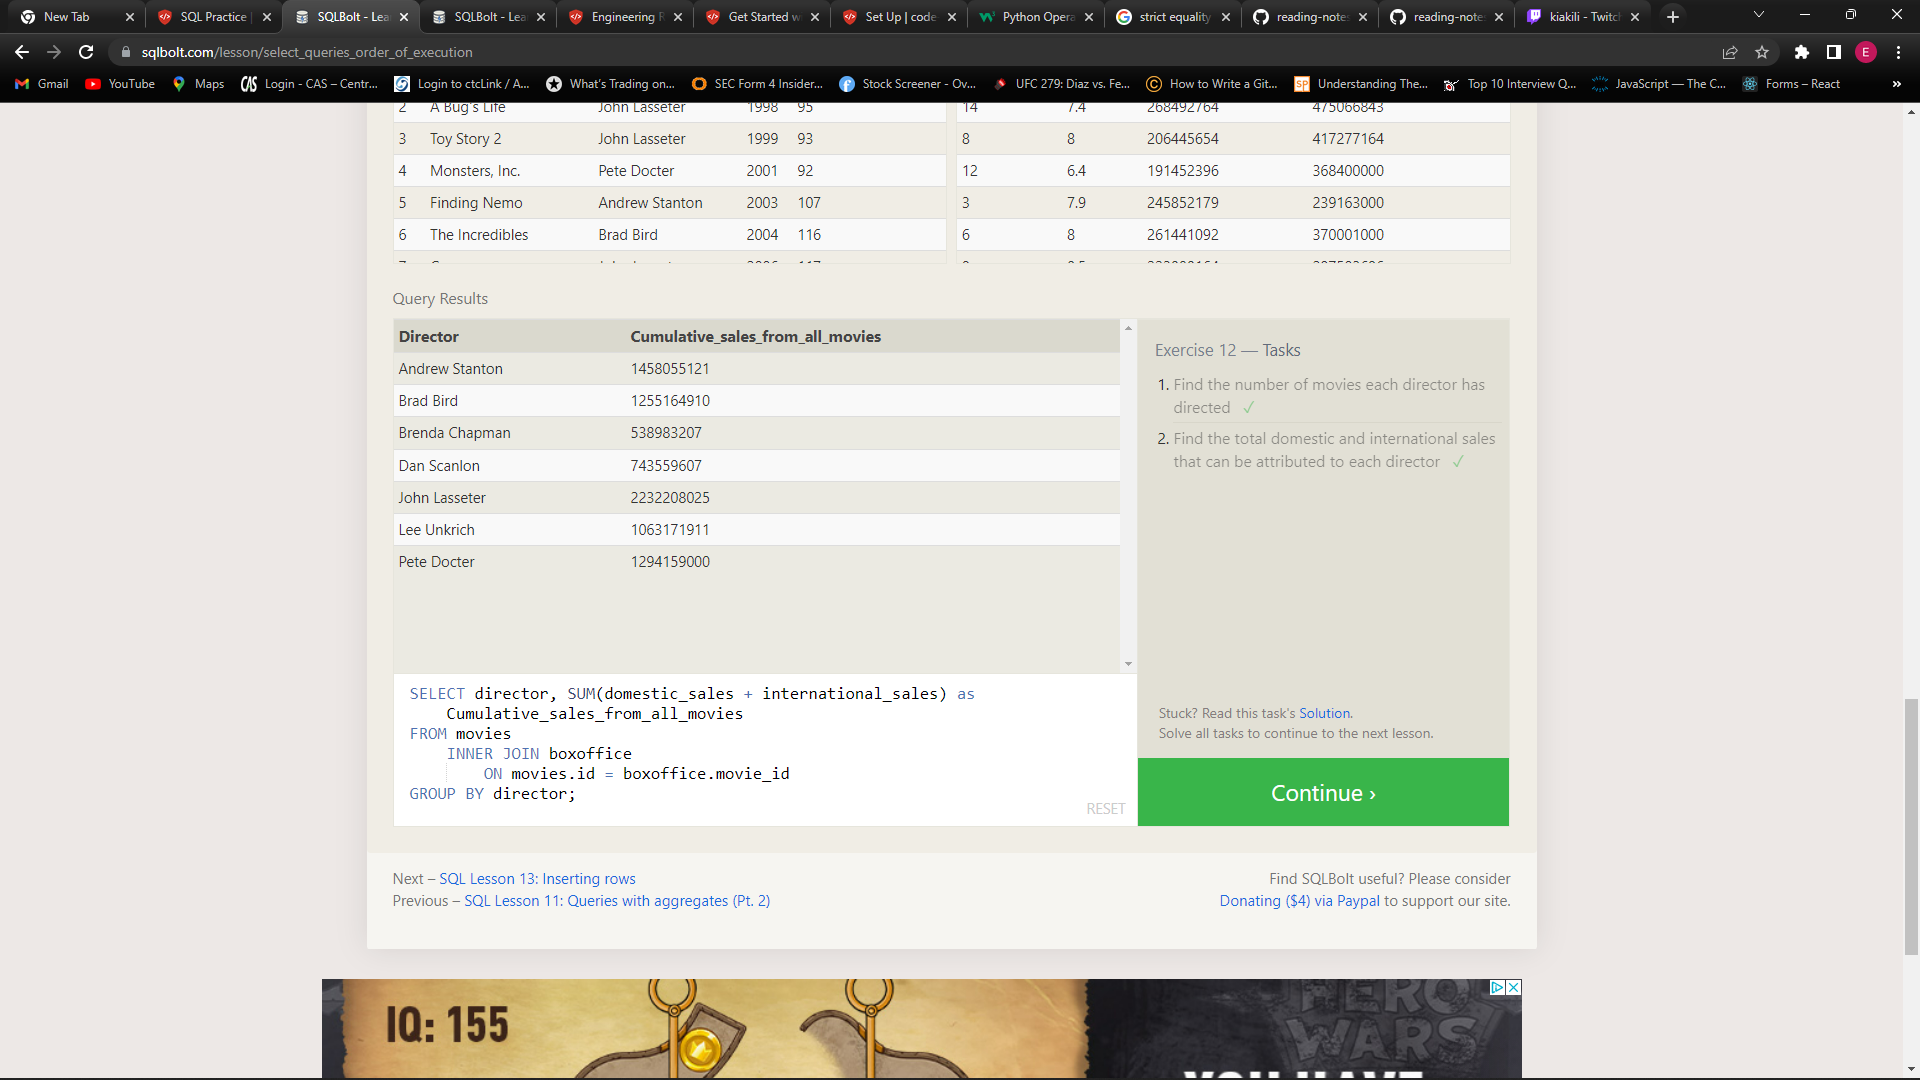 New Tab
SQL Practice
SQLBolt - Lea
SQLBolt - Lea
Engineering R
Get Started w
Set Up | code
Python Opera
strict equality
reading-notes
reading-notes
kiakili - Twitch
sqlbolt.com/lesson/select_queries_order_of_execution
E
Gmail
YouTube
Maps
Login - CAS – Centr...
Login to ctcLink / A...
What's Trading on...
SEC Form 4 Insider...
Stock Screener - Ov...
UFC 279: Diaz vs. Fe...
How to Write a Git...
Understanding The...
Top 10 Interview Q...
JavaScript — The C...
Forms – React
»
2 A Bug's Life John Lasseter 1998 95 14 7.4 268492764 475066843
3 Toy Story 2 John Lasseter 1999 93 8 8 206445654 417277164
4 Monsters, Inc. Pete Docter 2001 92 12 6.4 191452396 368400000
5 Finding Nemo Andrew Stanton 2003 107 3 7.9 245852179 239163000
6 The Incredibles Brad Bird 2004 116 6 8 261441092 370001000
Query Results
Director Cumulative_sales_from_all_movies
Andrew Stanton 1458055121
Brad Bird 1255164910
Brenda Chapman 538983207
Dan Scanlon 743559607
John Lasseter 2232208025
Lee Unkrich 1063171911
Pete Docter 1294159000
Exercise 12 — Tasks
1. Find the number of movies each director has
directed ✓
2. Find the total domestic and international sales
that can be attributed to each director ✓
SELECT director, SUM(domestic_sales + international_sales) as
Cumulative_sales_from_all_movies
FROM movies
INNER JOIN boxoffice
ON movies.id = boxoffice.movie_id
GROUP BY director;
RESET
Stuck? Read this task's Solution.
Solve all tasks to continue to the next lesson.
Continue ›
Next – SQL Lesson 13: Inserting rows
Previous – SQL Lesson 11: Queries with aggregates (Pt. 2)
Find SQLBolt useful? Please consider
Donating ($4) via Paypal to support our site.
IQ: 155
HERO
WARS
YOU HAVE